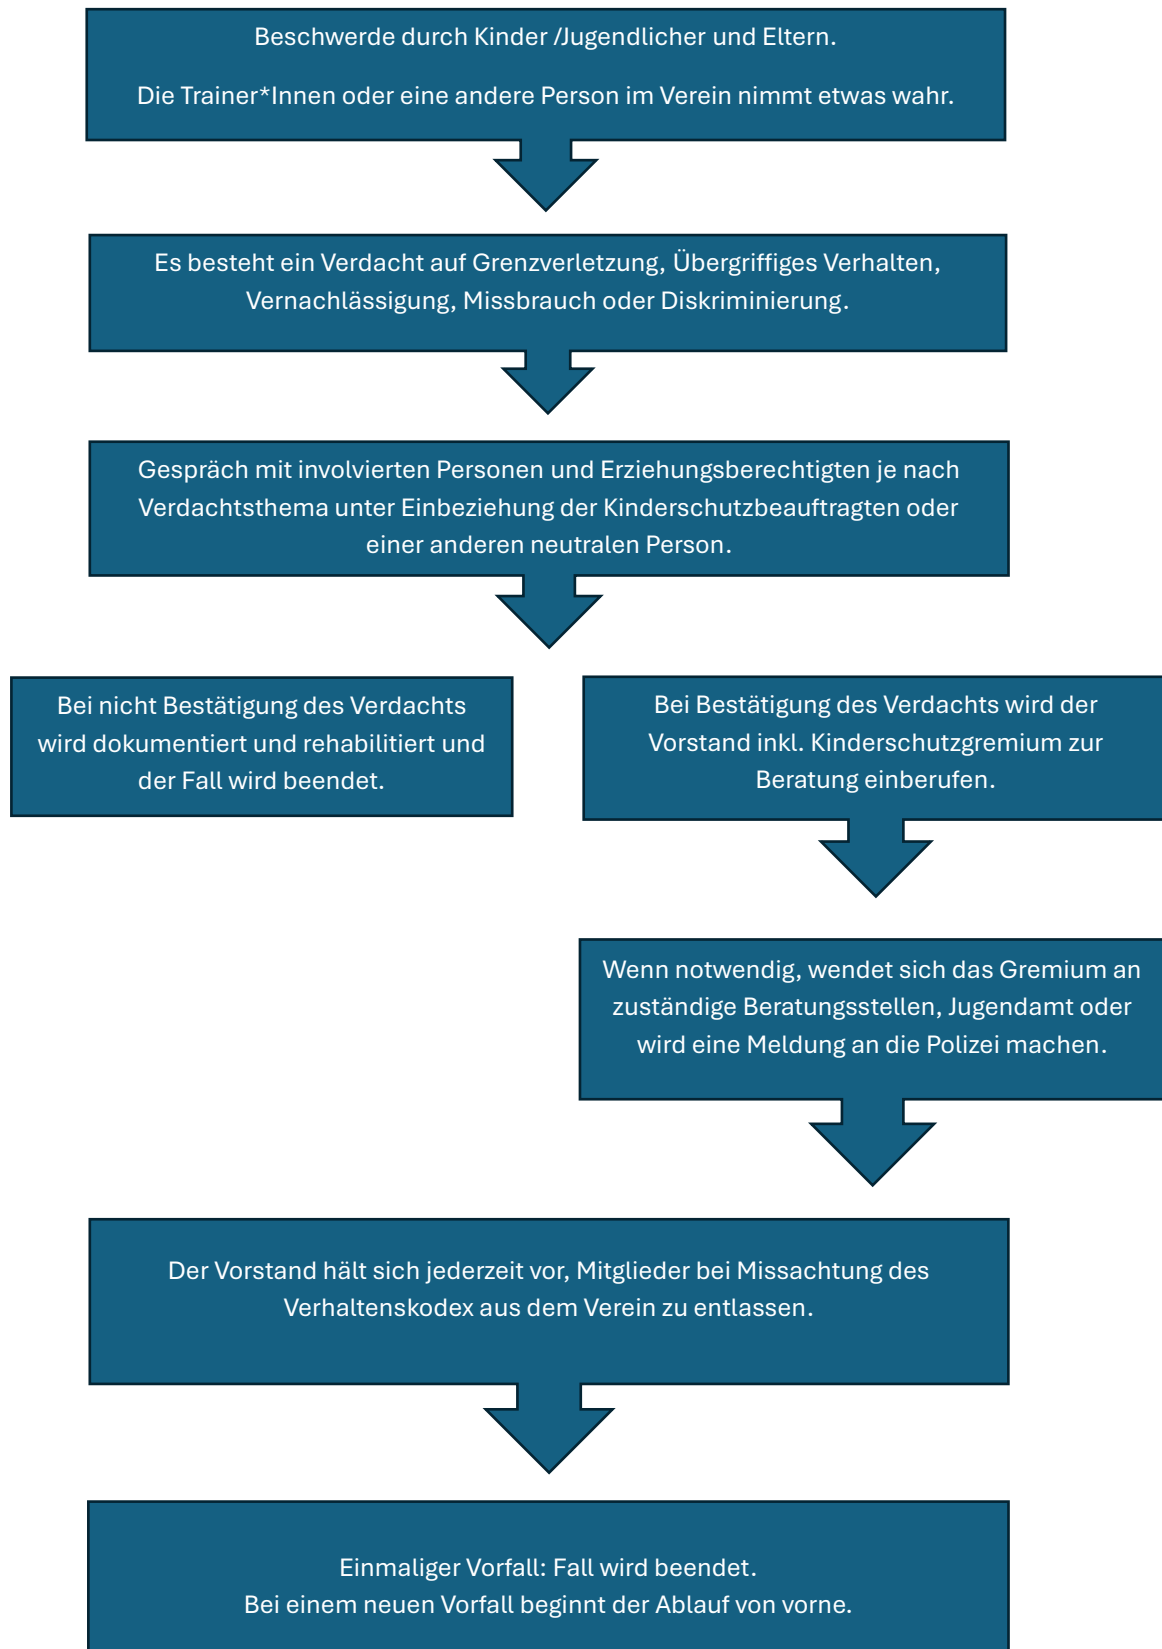 Beschwerde durch Kinder /Jugendlicher und Eltern.
Die Trainer*Innen oder eine andere Person im Verein nimmt etwas wahr.
Es besteht ein Verdacht auf Grenzverletzung, Übergriffiges Verhalten,
Vernachlässigung, Missbrauch oder Diskriminierung.
Gespräch mit involvierten Personen und Erziehungsberechtigten je nach
Verdachtsthema unter Einbeziehung der Kinderschutzbeauftragten oder
einer anderen neutralen Person.
Bei nicht Bestätigung des Verdachts
wird dokumentiert und rehabilitiert und
der Fall wird beendet.
Bei Bestätigung des Verdachts wird der
Vorstand inkl. Kinderschutzgremium zur
Beratung einberufen.
Wenn notwendig, wendet sich das Gremium an
zuständige Beratungsstellen, Jugendamt oder
wird eine Meldung an die Polizei machen.
Der Vorstand hält sich jederzeit vor, Mitglieder bei Missachtung des
Verhaltenskodex aus dem Verein zu entlassen.
Einmaliger Vorfall: Fall wird beendet.
Bei einem neuen Vorfall beginnt der Ablauf von vorne.